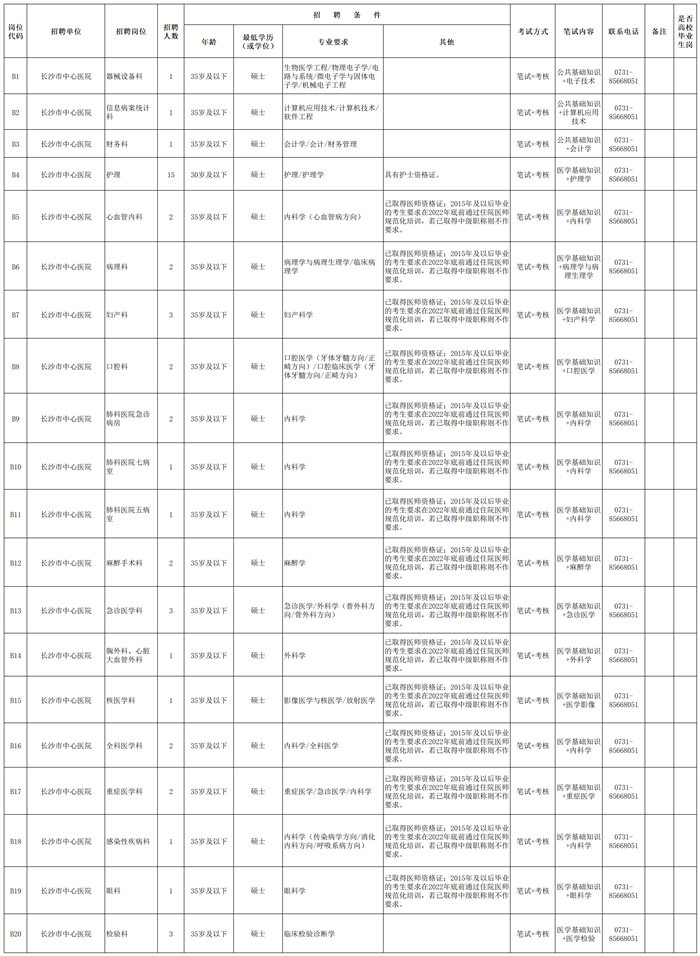 岗位代码 招聘单位 招聘岗位 招聘人数 招 聘 条 件 考试方式 笔试内容 联系电话 备注 是否高校毕业生岗
年龄 最低学历（或学位） 专业要求 其他
B1 长沙市中心医院 器械设备科 1 35岁及以下 硕士 生物医学工程/物理电子学/电路与系统/微电子学与固体电子学/机械电子工程 笔试+考核 公共基础知识+电子技术 0731-85668051
B2 长沙市中心医院 信息病案统计科 1 35岁及以下 硕士 计算机应用技术/计算机技术/软件工程 笔试+考核 公共基础知识+计算机应用技术 0731-85668051
B3 长沙市中心医院 财务科 1 35岁及以下 硕士 会计学/会计/财务管理 笔试+考核 公共基础知识+会计学 0731-85668051
B4 长沙市中心医院 护理 15 30岁及以下 硕士 护理/护理学 具有护士资格证。 笔试+考核 医学基础知识+护理学 0731-85668051
B5 长沙市中心医院 心血管内科 2 35岁及以下 硕士 内科学（心血管病方向） 已取得医师资格证；2015年及以后毕业的考生要求在2022年底前通过住院医师规范化培训，若已取得中级职称则不作要求。 笔试+考核 医学基础知识+内科学 0731-85668051
B6 长沙市中心医院 病理科 2 35岁及以下 硕士 病理学与病理生理学/临床病理学 已取得医师资格证；2015年及以后毕业的考生要求在2022年底前通过住院医师规范化培训，若已取得中级职称则不作要求。 笔试+考核 医学基础知识+病理学与病理生理学 0731-85668051
B7 长沙市中心医院 妇产科 3 35岁及以下 硕士 妇产科学 已取得医师资格证；2015年及以后毕业的考生要求在2022年底前通过住院医师规范化培训，若已取得中级职称则不作要求。 笔试+考核 医学基础知识+妇产科学 0731-85668051
B8 长沙市中心医院 口腔科 2 35岁及以下 硕士 口腔医学（牙体牙髓方向/正畸方向）/口腔临床医学（牙体牙髓方向/正畸方向） 已取得医师资格证；2015年及以后毕业的考生要求在2022年底前通过住院医师规范化培训，若已取得中级职称则不作要求。 笔试+考核 医学基础知识+口腔医学 0731-85668051
B9 长沙市中心医院 肺科医院急诊病房 2 35岁及以下 硕士 内科学 已取得医师资格证；2015年及以后毕业的考生要求在2022年底前通过住院医师规范化培训，若已取得中级职称则不作要求。 笔试+考核 医学基础知识+内科学 0731-85668051
B10 长沙市中心医院 肺科医院七病室 1 35岁及以下 硕士 内科学 已取得医师资格证；2015年及以后毕业的考生要求在2022年底前通过住院医师规范化培训，若已取得中级职称则不作要求。 笔试+考核 医学基础知识+内科学 0731-85668051
B11 长沙市中心医院 肺科医院五病室 1 35岁及以下 硕士 内科学 已取得医师资格证；2015年及以后毕业的考生要求在2022年底前通过住院医师规范化培训，若已取得中级职称则不作要求。 笔试+考核 医学基础知识+内科学 0731-85668051
B12 长沙市中心医院 麻醉手术科 2 35岁及以下 硕士 麻醉学 已取得医师资格证；2015年及以后毕业的考生要求在2022年底前通过住院医师规范化培训，若已取得中级职称则不作要求。 笔试+考核 医学基础知识+麻醉学 0731-85668051
B13 长沙市中心医院 急诊医学科 3 35岁及以下 硕士 急诊医学/外科学（普外科方向/骨外科方向） 已取得医师资格证；2015年及以后毕业的考生要求在2022年底前通过住院医师规范化培训，若已取得中级职称则不作要求。 笔试+考核 医学基础知识+急诊医学 0731-85668051
B14 长沙市中心医院 胸外科、心脏大血管外科 1 35岁及以下 硕士 外科学 已取得医师资格证；2015年及以后毕业的考生要求在2022年底前通过住院医师规范化培训，若已取得中级职称则不作要求。 笔试+考核 医学基础知识+外科学 0731-85668051
B15 长沙市中心医院 核医学科 1 35岁及以下 硕士 影像医学与核医学/放射医学 已取得医师资格证；2015年及以后毕业的考生要求在2022年底前通过住院医师规范化培训，若已取得中级职称则不作要求。 笔试+考核 医学基础知识+医学影像 0731-85668051
B16 长沙市中心医院 全科医学科 2 35岁及以下 硕士 内科学/全科医学 已取得医师资格证；2015年及以后毕业的考生要求在2022年底前通过住院医师规范化培训，若已取得中级职称则不作要求。 笔试+考核 医学基础知识+内科学 0731-85668051
B17 长沙市中心医院 重症医学科 2 35岁及以下 硕士 重症医学/急诊医学/内科学 已取得医师资格证；2015年及以后毕业的考生要求在2022年底前通过住院医师规范化培训，若已取得中级职称则不作要求。 笔试+考核 医学基础知识+重症医学 0731-85668051
B18 长沙市中心医院 感染性疾病科 1 35岁及以下 硕士 内科学（传染病学方向/消化内科方向/呼吸系病方向） 已取得医师资格证；2015年及以后毕业的考生要求在2022年底前通过住院医师规范化培训，若已取得中级职称则不作要求。 笔试+考核 医学基础知识+内科学 0731-85668051
B19 长沙市中心医院 眼科 1 35岁及以下 硕士 眼科学 已取得医师资格证；2015年及以后毕业的考生要求在2022年底前通过住院医师规范化培训，若已取得中级职称则不作要求。 笔试+考核 医学基础知识+眼科学 0731-85668051
B20 长沙市中心医院 检验科 3 35岁及以下 硕士 临床检验诊断学 笔试+考核 医学基础知识+医学检验 0731-85668051